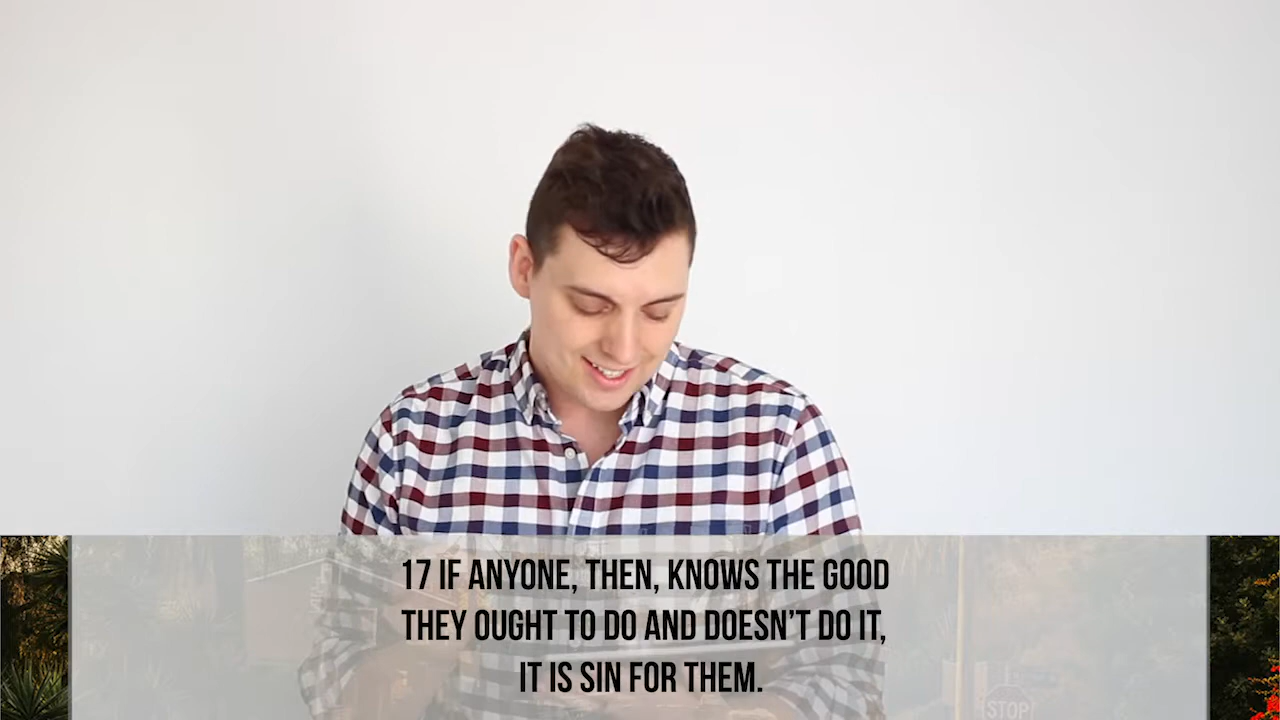 17 IF ANYONE, THEN, KNOWS THE GOOD
THEY OUGHT TO DO AND DOESN'T DO IT,
IT IS SIN FOR THEM.
STOP